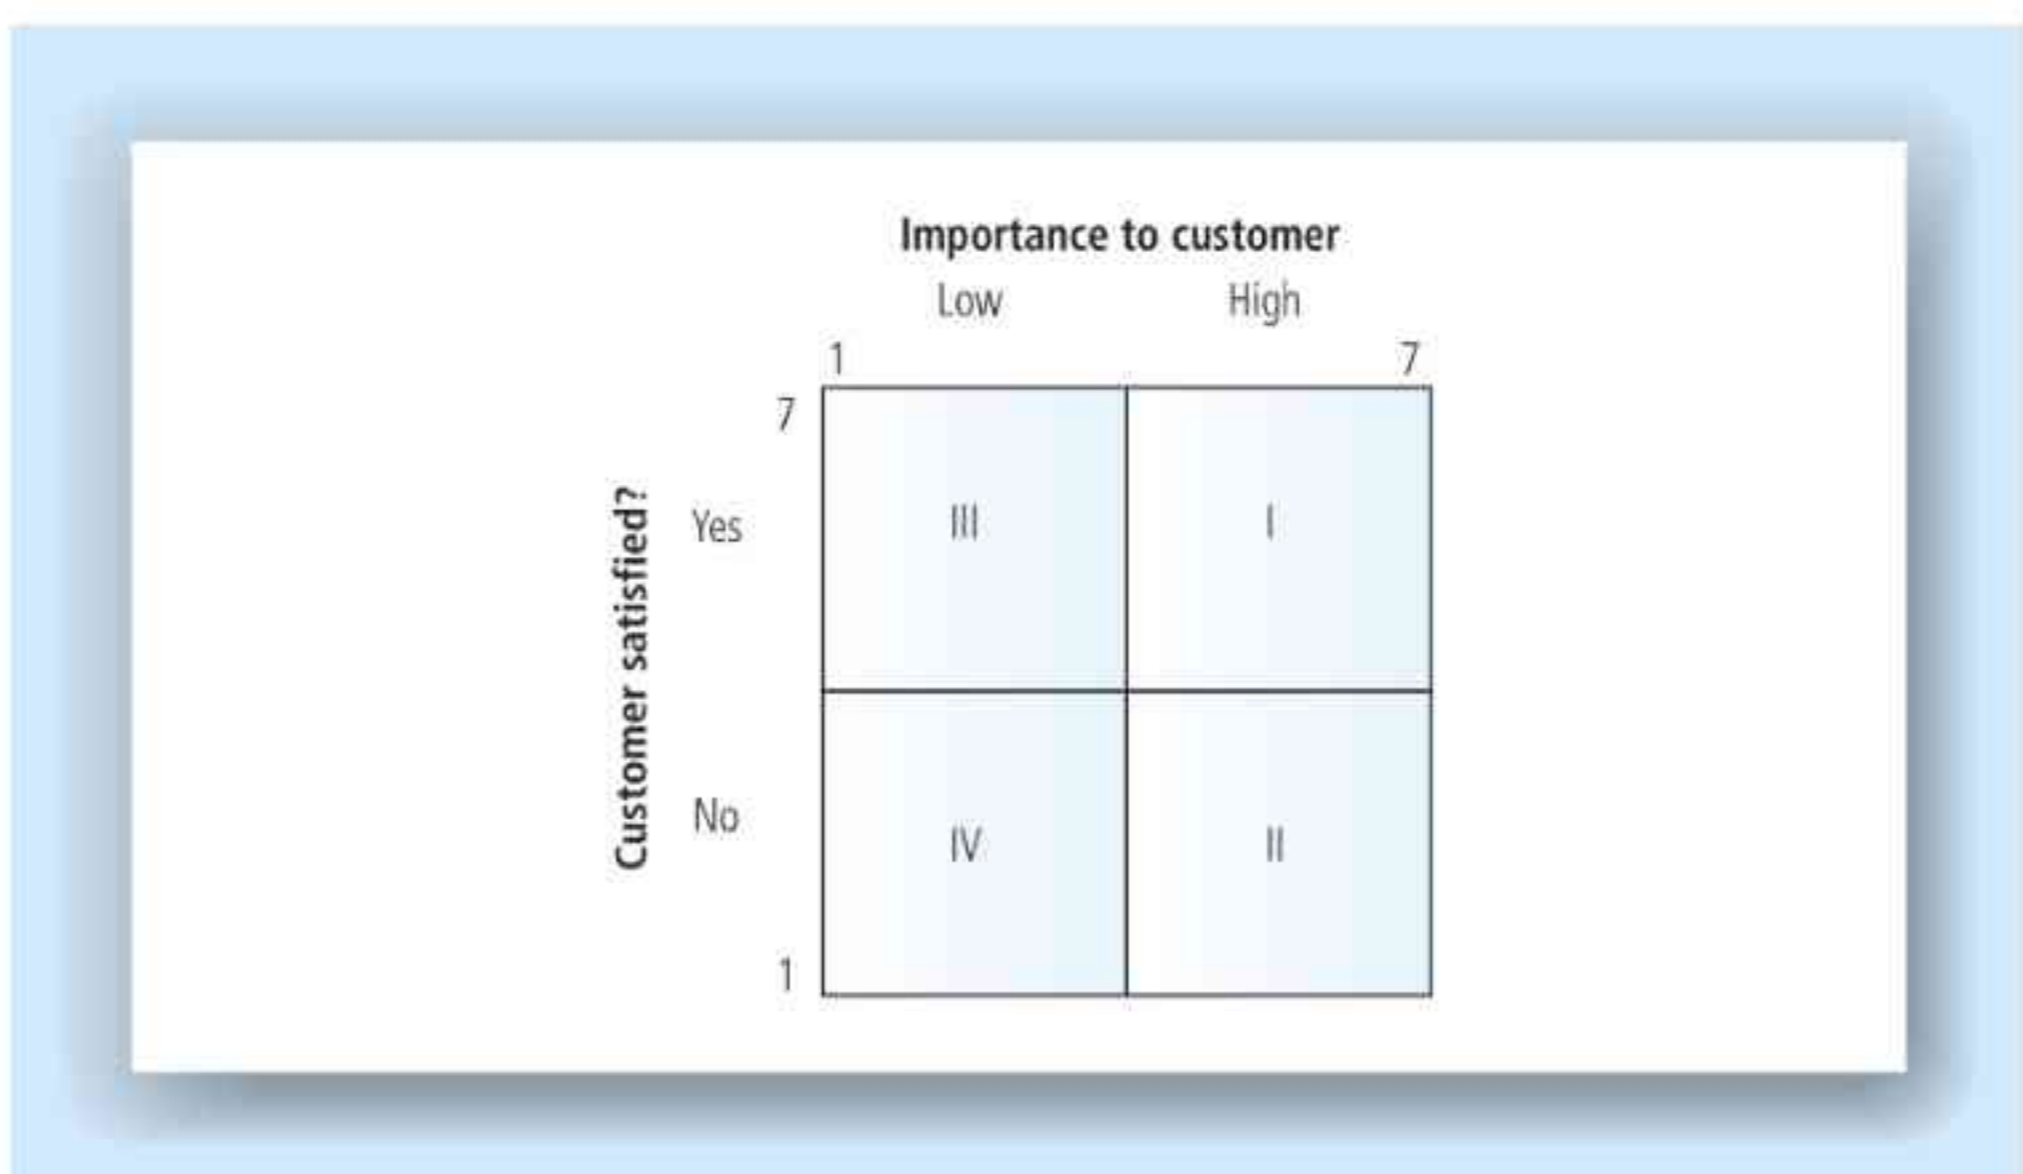 Importance to customer
Low High
1 7
7
Customer satisfied?
Yes III I
No IV II
1